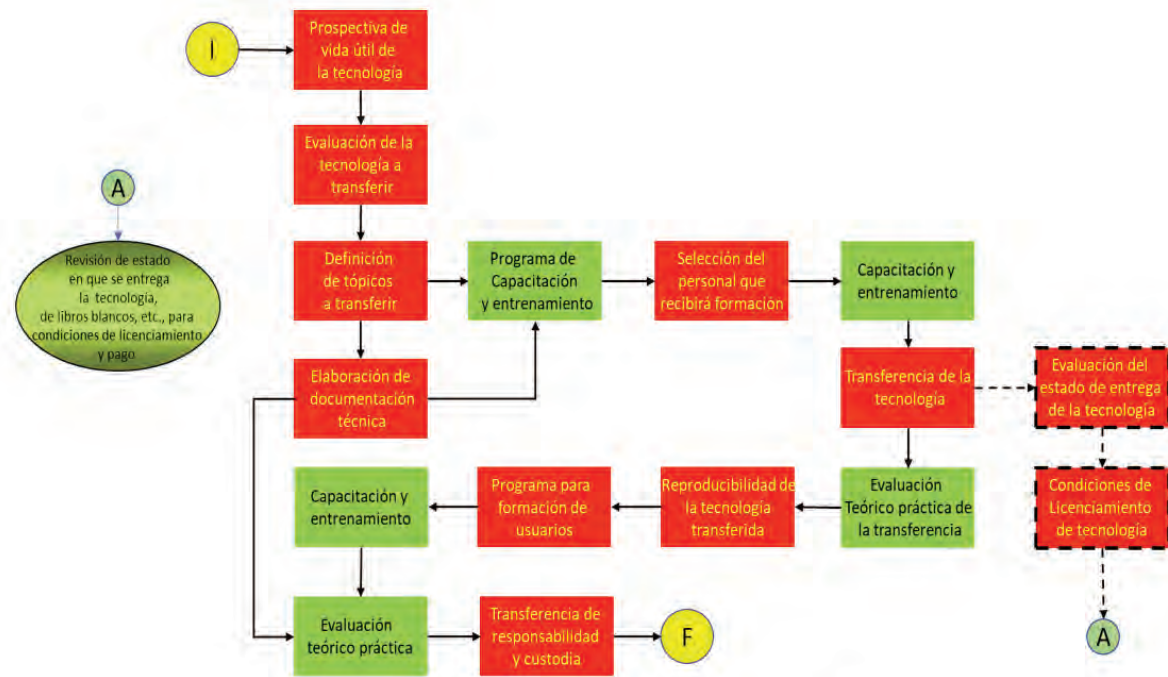 I
Prospectiva de
vida útil de
la tecnología
Evaluación de la
tecnología a
transferir
A
Revisión de estado
en que se entrega
la tecnología,
de libros blancos, etc., para
condiciones de licenciamiento
y pago
Definición
de tópicos
a transferir
Programa de
Capacitación
y entrenamiento
Selección del
personal que
recibirá formación
Capacitación y
entrenamiento
Elaboración de
documentación
técnica
Transferencia de la
tecnología
Evaluación del
estado de entrega
de la tecnología
Capacitación y
entrenamiento
Programa para
formación de
usuarios
Reproducibilidad de
la tecnología
transferida
Evaluación
Teórico práctica de
la transferencia
Condiciones de
Licenciamiento
de tecnología
Evaluación
teórico práctica
Transferencia de
responsabilidad
y custodia
F
A